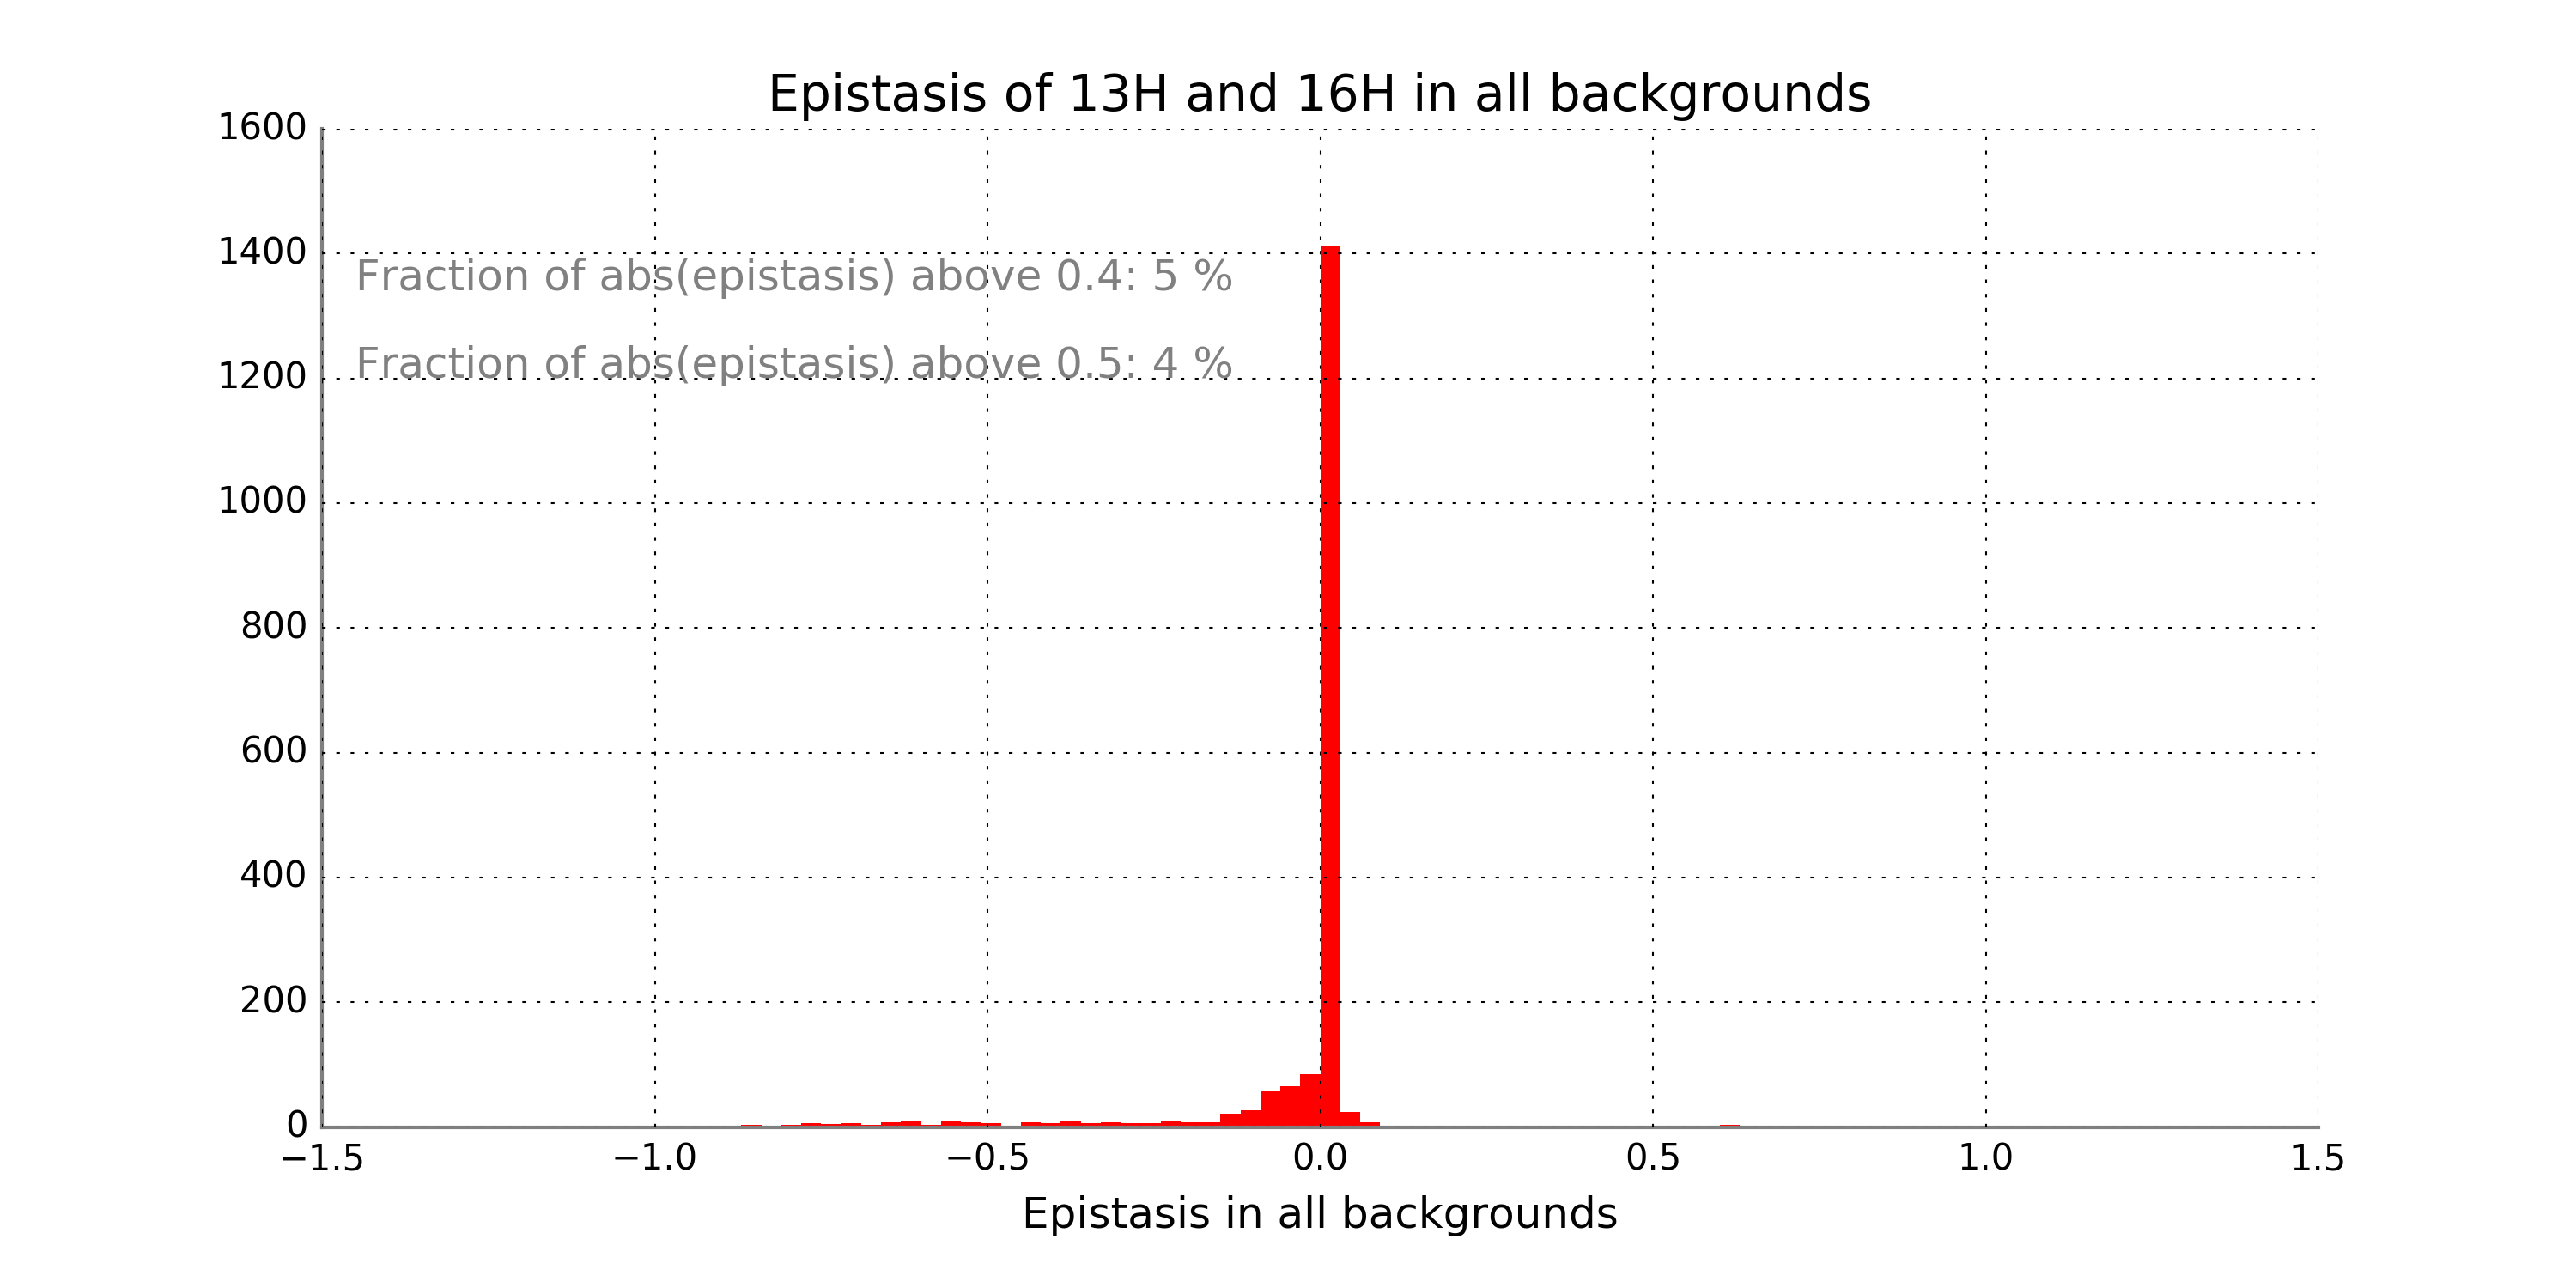 Epistasis of 13H and 16H in all backgrounds
1600
1400
Fraction of abs(epistasis) above 0.4: 5 %
Fraction of abs(epistasis) above 0.5: 4 %
1200
1000
800
600
400
200
0
−1.5 −1.0 −0.5 0.0 0.5 1.0 1.5
Epistasis in all backgrounds